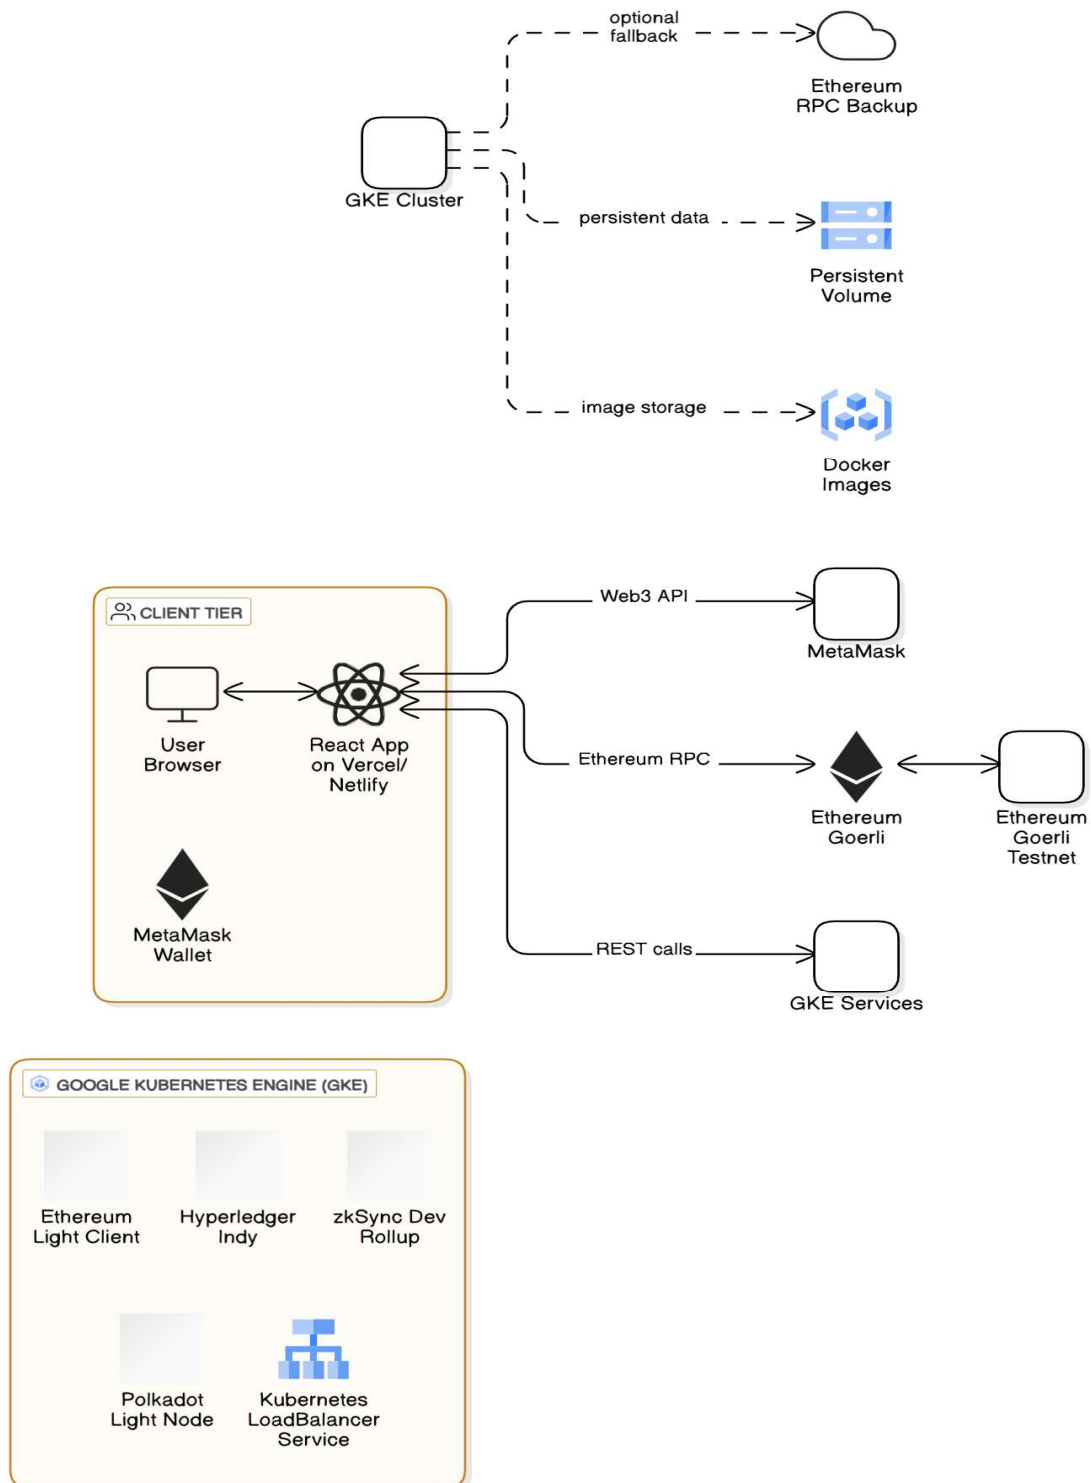 optional
fallback
Ethereum
RPC Backup
GKE Cluster
persistent data
Persistent
Volume
image storage
Docker
Images
CLIENT TIER
Web3 API
MetaMask
User
Browser
React App
on Vercel/
Netlify
Ethereum RPC
Ethereum
Goerli
Ethereum
Goerli
Testnet
MetaMask
Wallet
REST calls
GKE Services
GOOGLE KUBERNETES ENGINE (GKE)
Ethereum
Light Client
Hyperledger
Indy
zkSync Dev
Rollup
Polkadot
Light Node
Kubernetes
LoadBalancer
Service